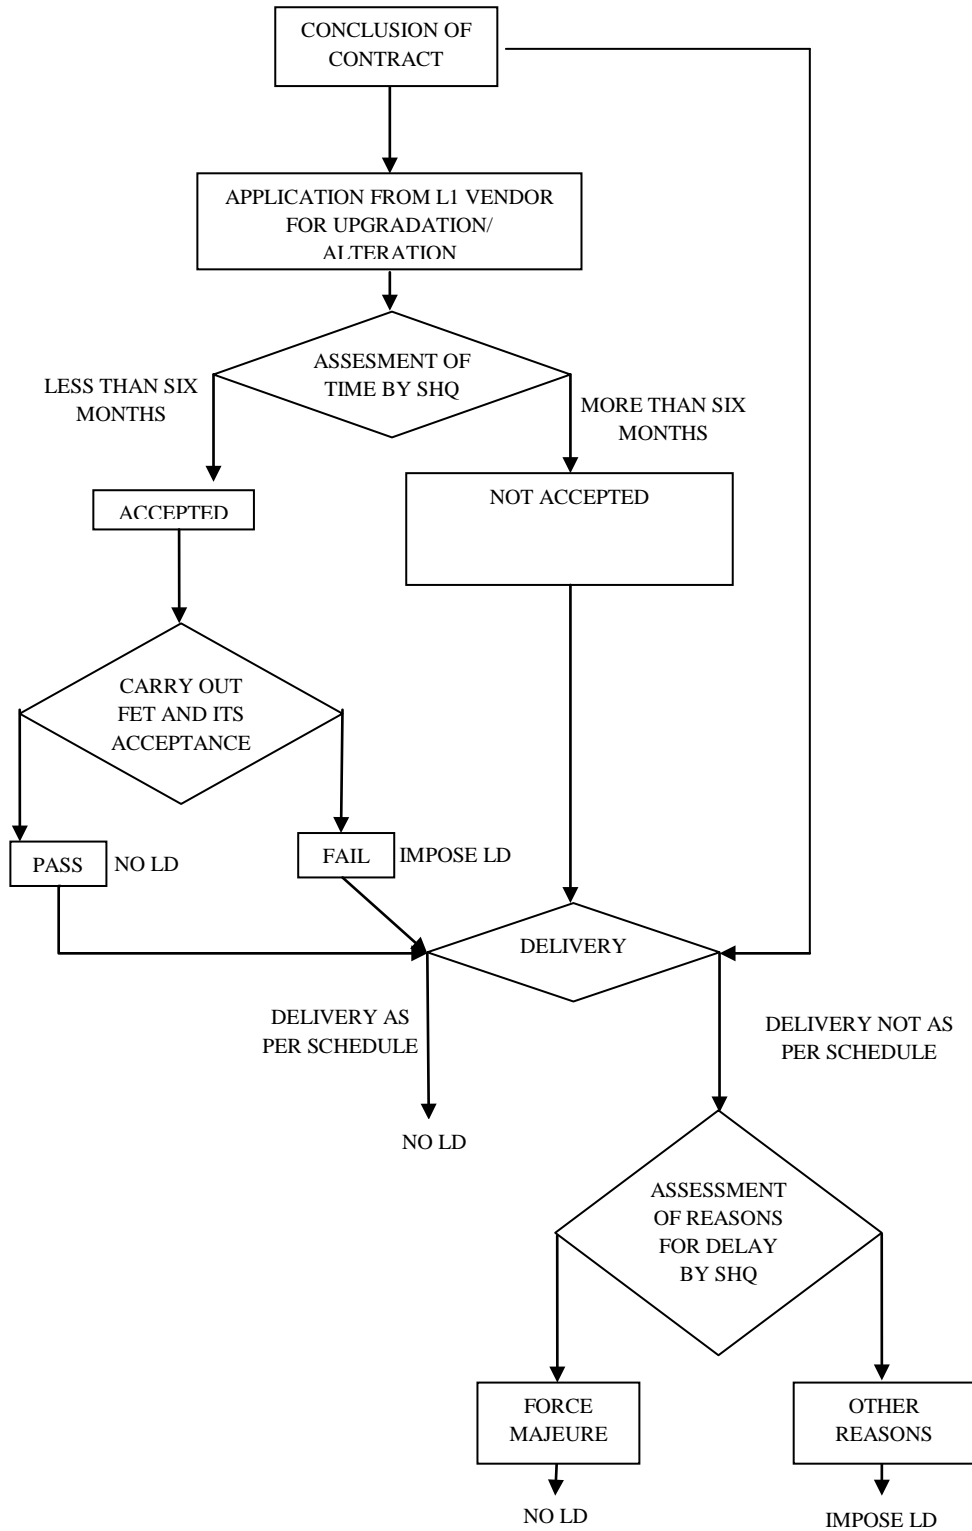 CONCLUSION OF
CONTRACT
APPLICATION FROM L1 VENDOR
FOR UPGRADATION/
ALTERATION
ASSESMENT OF
TIME BY SHQ
LESS THAN SIX
MONTHS
MORE THAN SIX
MONTHS
ACCEPTED
NOT ACCEPTED
CARRY OUT
FET AND ITS
ACCEPTANCE
PASS
NO LD
FAIL
IMPOSE LD
DELIVERY
DELIVERY AS
PER SCHEDULE
DELIVERY NOT AS
PER SCHEDULE
NO LD
ASSESSMENT
OF REASONS
FOR DELAY
BY SHQ
FORCE
MAJEURE
OTHER
REASONS
NO LD
IMPOSE LD